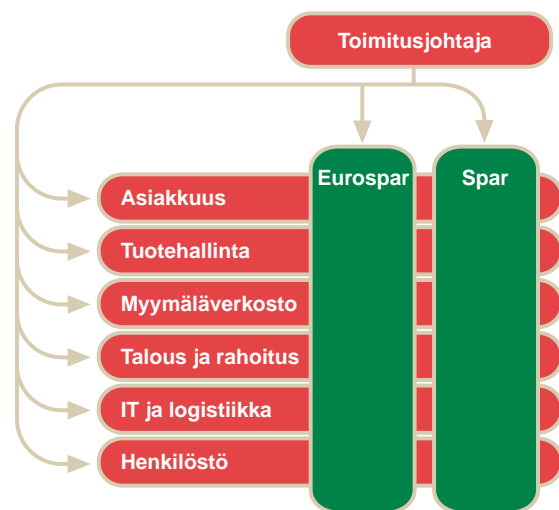 Toimitusjohtaja
Eurospar
Spar
Asiakkuus
Tuotehallinta
Myymäläverkosto
Talous ja rahoitus
IT ja logistiikka
Henkilöstö